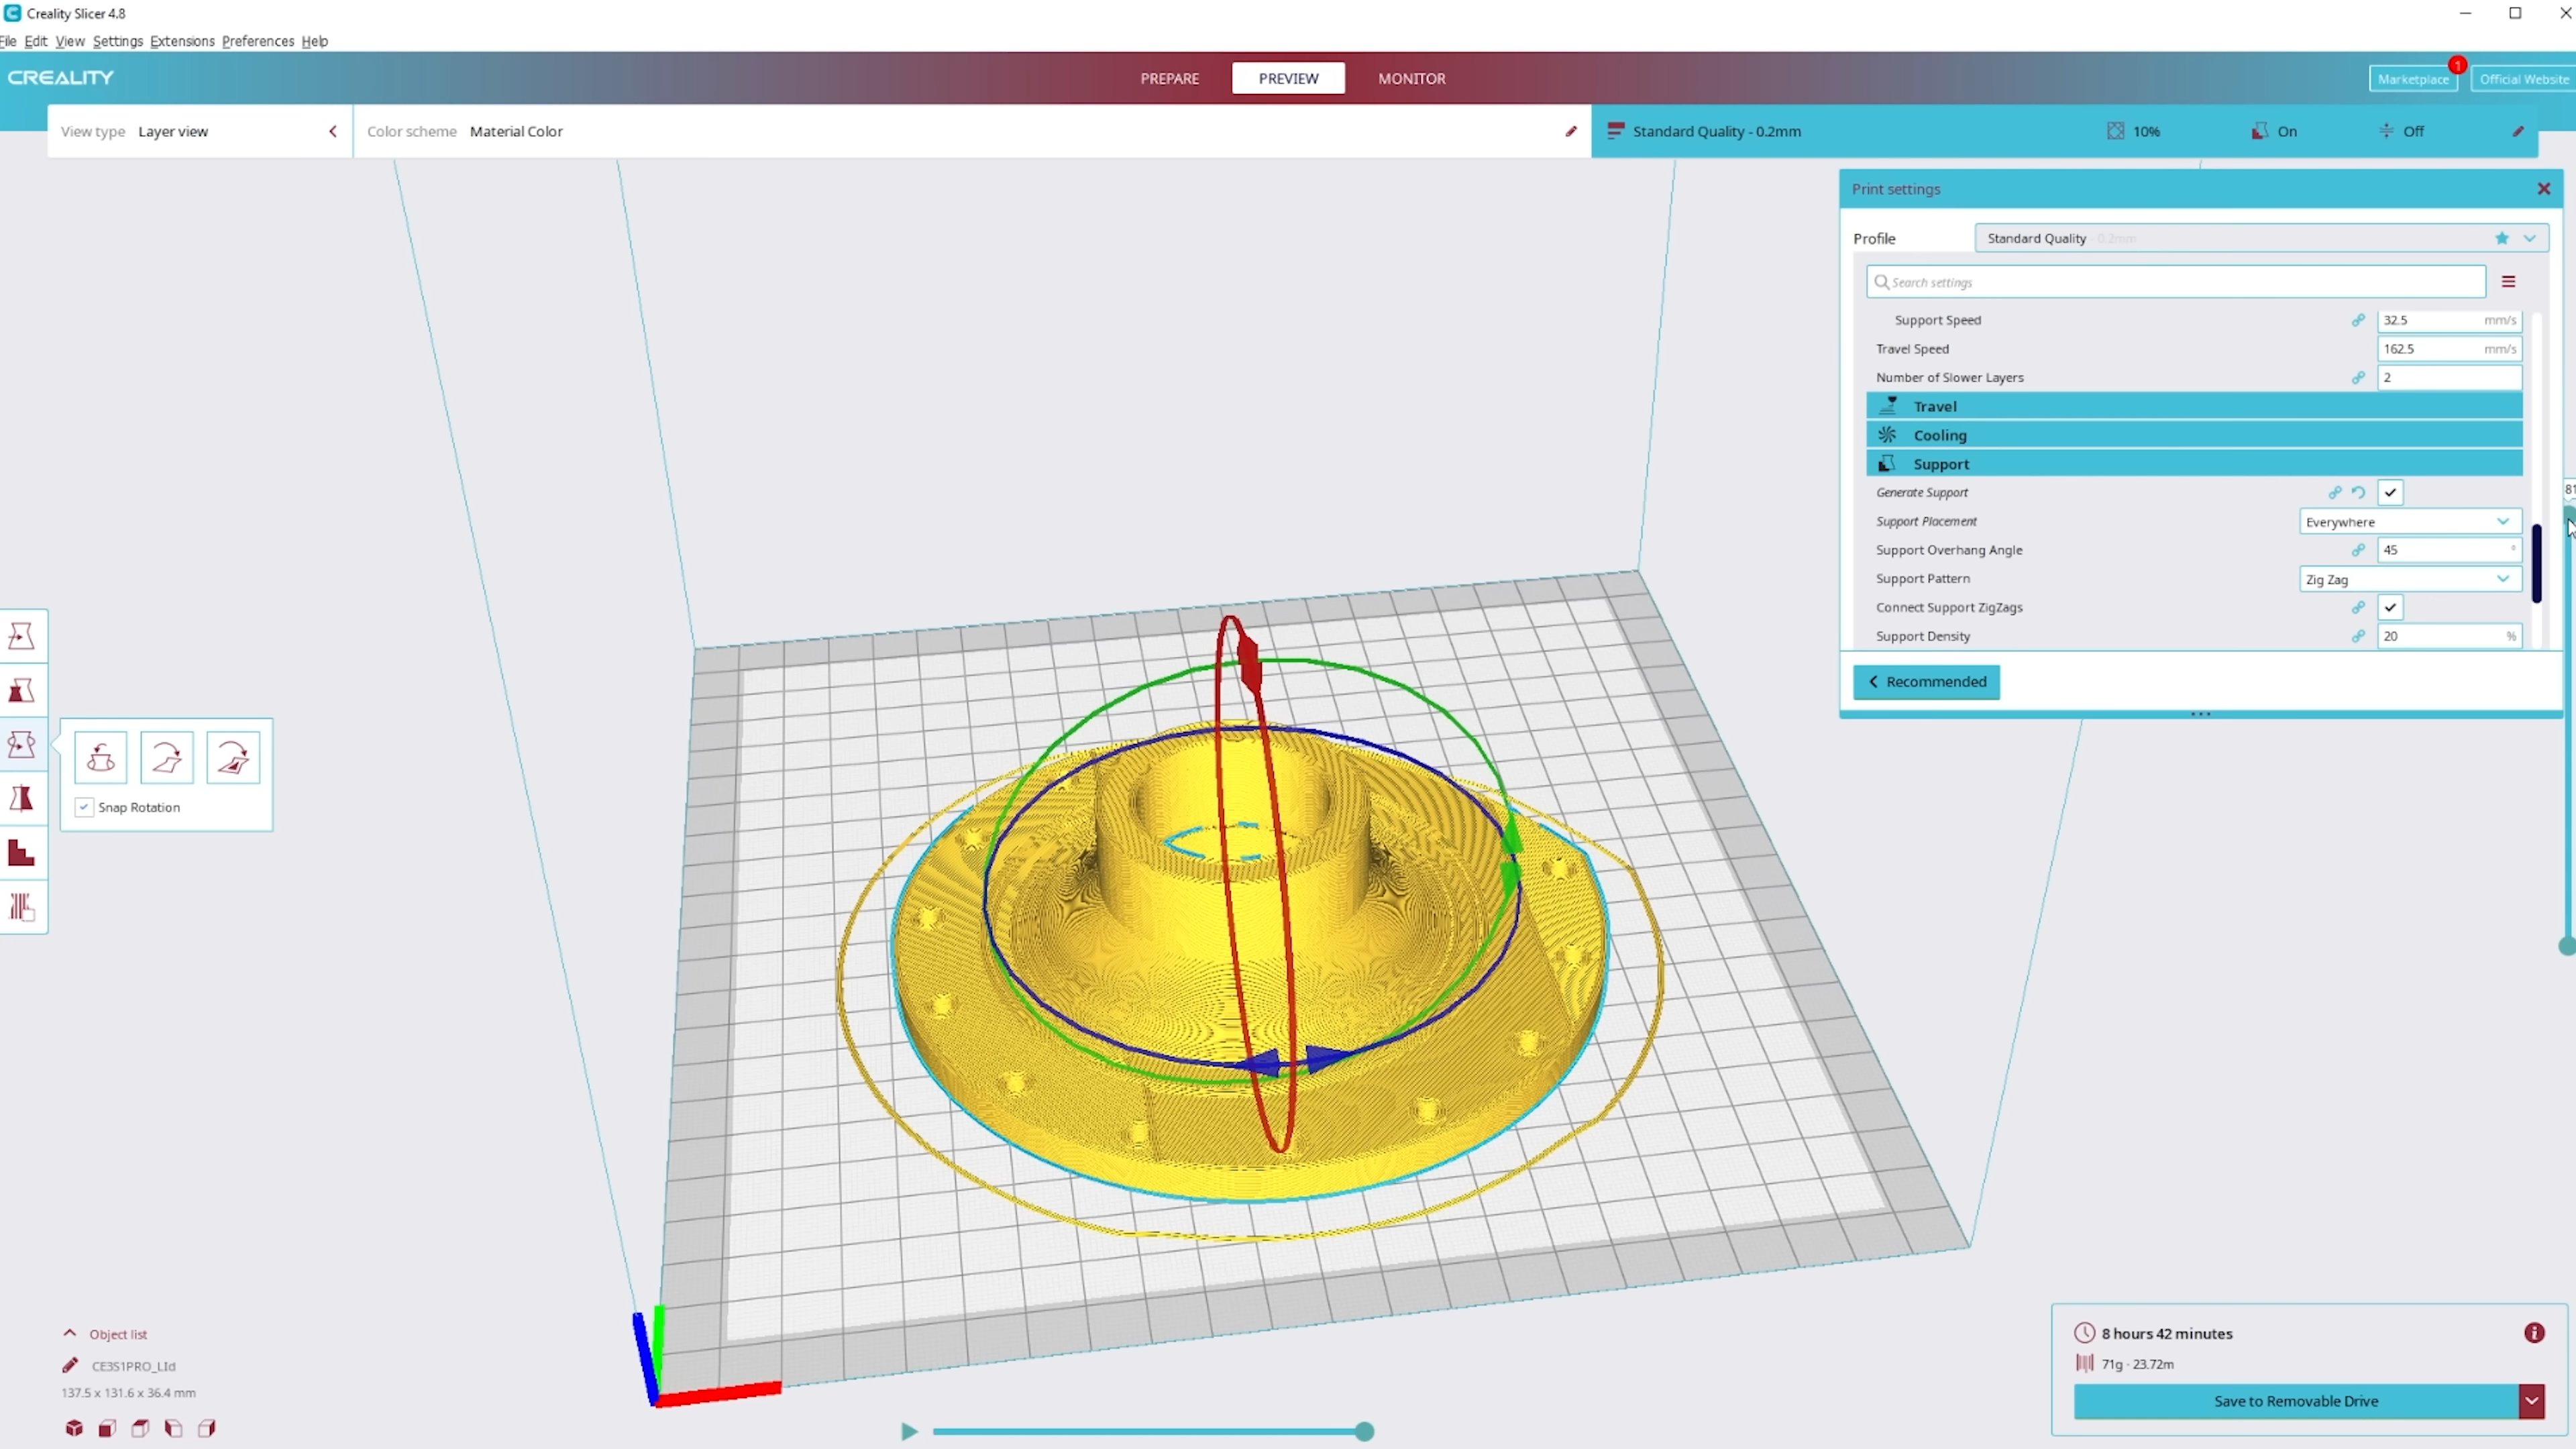 Creality Slicer 4.8
File Edit View Settings Extensions Preferences Help
CREALITY
PREPARE PREVIEW MONITOR
Marketplace 1 Official Website
View type Layer view
Color scheme Material Color
Standard Quality - 0.2mm 10% On Off
Print settings
Profile Standard Quality - 0.2mm
Search settings
Support Speed 32.5 mm/s
Travel Speed 162.5 mm/s
Number of Slower Layers 2
Travel
Cooling
Support
Generate Support
Support Placement Everywhere
Support Overhang Angle 45 °
Support Pattern Zig Zag
Connect Support ZigZags
Support Density 20 %
Recommended
Snap Rotation
Object list
CE3S1PRO_LId
137.5 x 131.6 x 36.4 mm
8 hours 42 minutes
71g · 23.72m
Save to Removable Drive